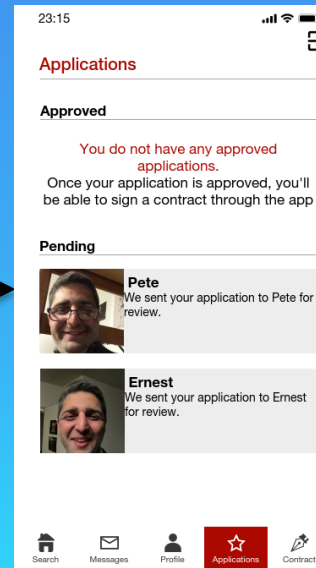 23:15
Applications
Approved
You do not have any approved
applications.
Once your application is approved, you'll
be able to sign a contract through the app
Pending
Pete
We sent your application to Pete for
review.
Ernest
We sent your application to Ernest
for review.
Search Messages Profile Applications Contract